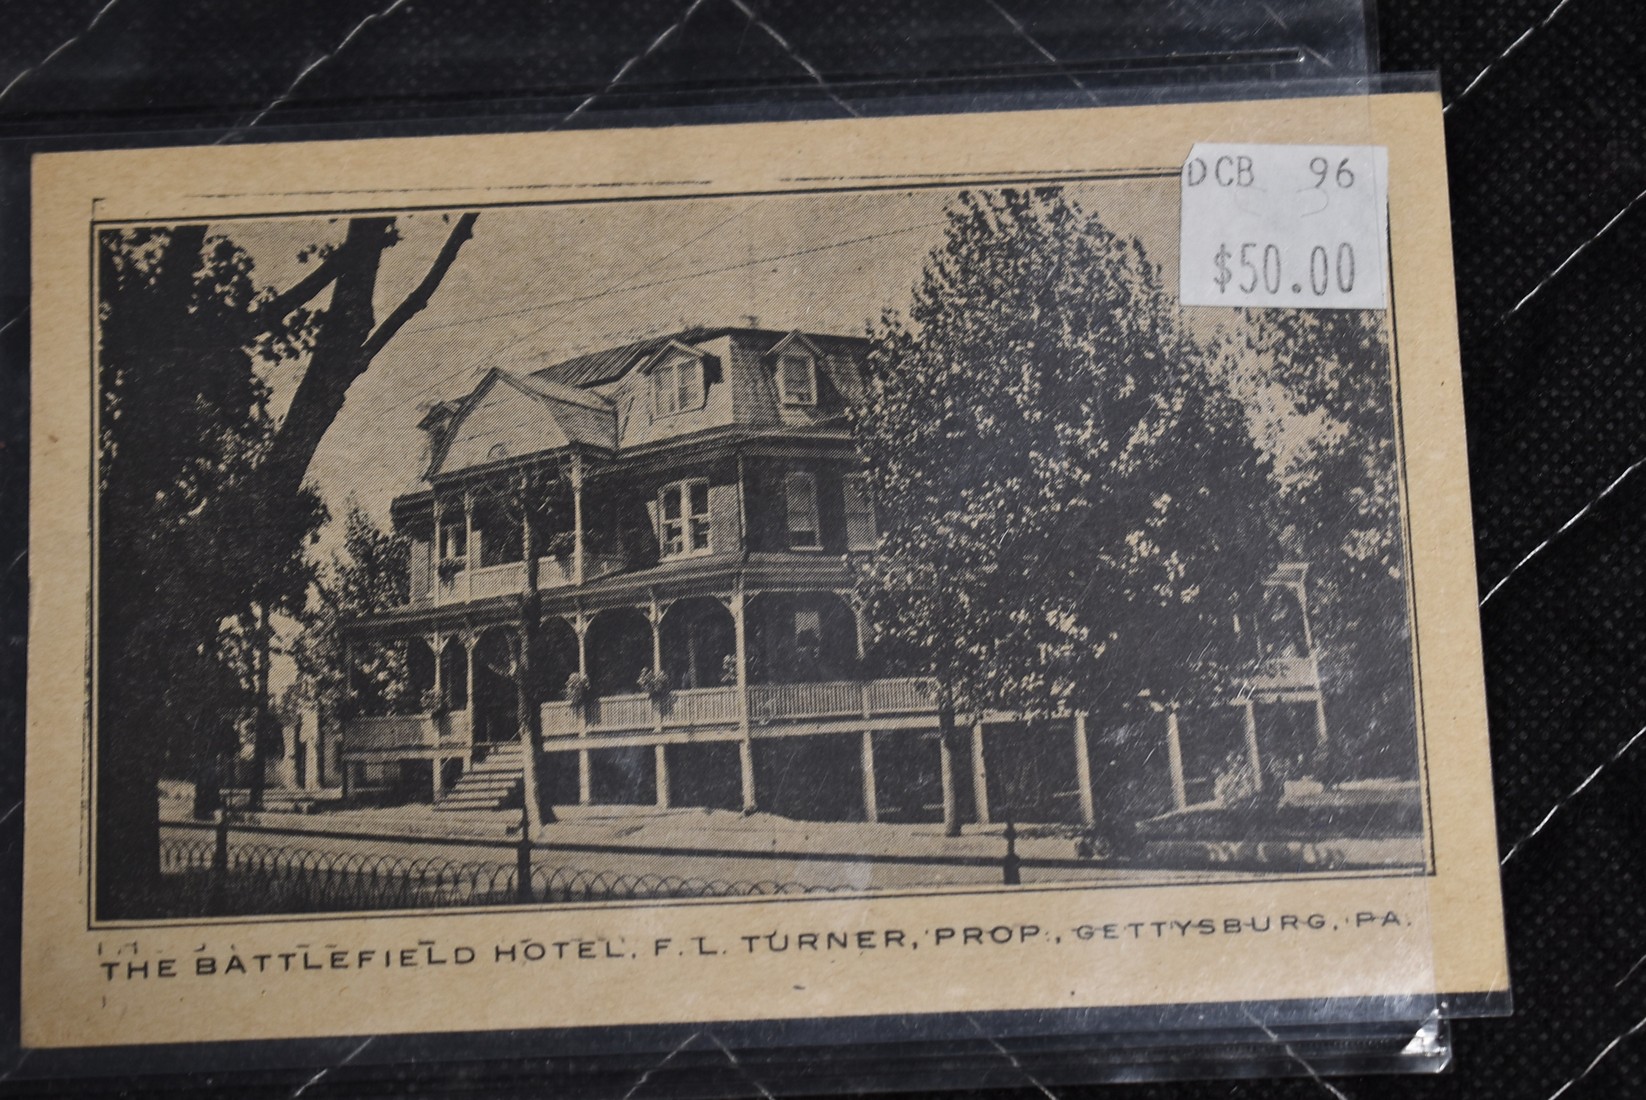 DCB 96
$50.00
THE BATTLEFIELD HOTEL, F. L. TURNER, PROP., GETTYSBURG, PA.